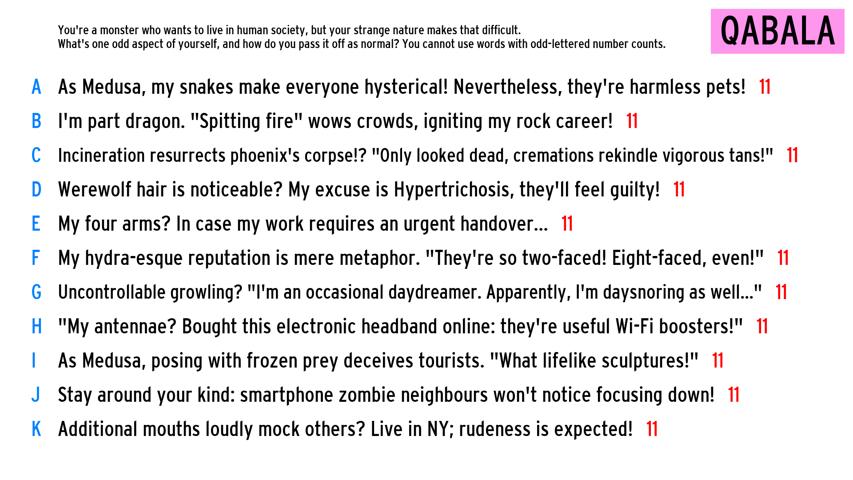 You're a monster who wants to live in human society, but your strange nature makes that difficult.
What's one odd aspect of yourself, and how do you pass it off as normal? You cannot use words with odd-lettered number counts.
QABALA
A As Medusa, my snakes make everyone hysterical! Nevertheless, they're harmless pets! 11
B I'm part dragon. "Spitting fire" wows crowds, igniting my rock career! 11
C Incineration resurrects phoenix's corpse!? "Only looked dead, cremations rekindle vigorous tans!" 11
D Werewolf hair is noticeable? My excuse is Hypertrichosis, they'll feel guilty! 11
E My four arms? In case my work requires an urgent handover... 11
F My hydra-esque reputation is mere metaphor. "They're so two-faced! Eight-faced, even!" 11
G Uncontrollable growling? "I'm an occasional daydreamer. Apparently, I'm daysnoring as well..." 11
H "My antennae? Bought this electronic headband online: they're useful Wi-Fi boosters!" 11
I As Medusa, posing with frozen prey deceives tourists. "What lifelike sculptures!" 11
J Stay around your kind: smartphone zombie neighbours won't notice focusing down! 11
K Additional mouths loudly mock others? Live in NY; rudeness is expected! 11